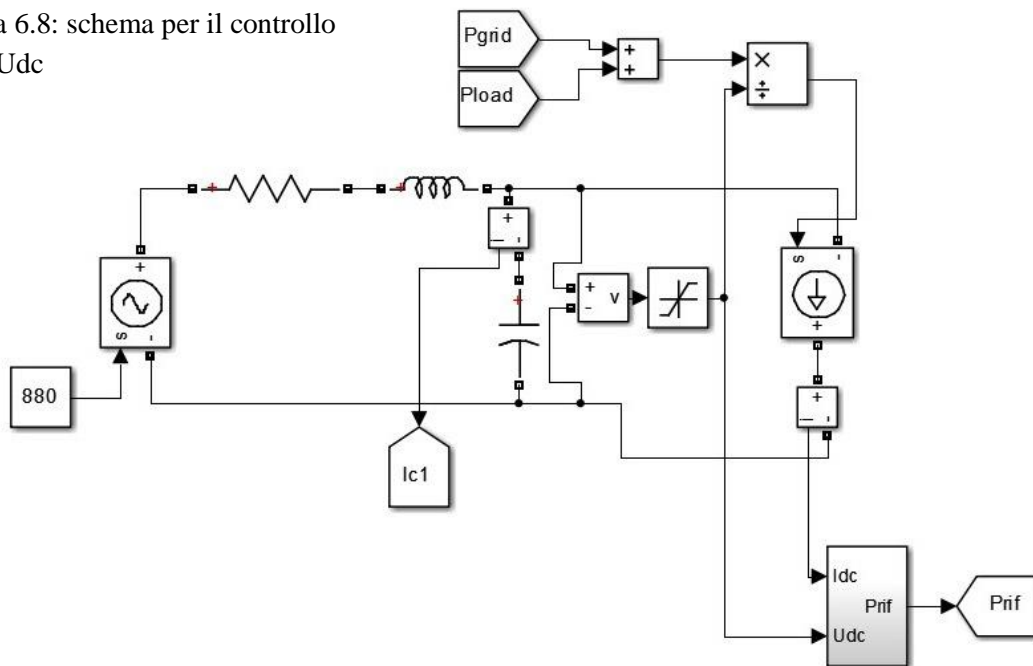 a 6.8: schema per il controllo
Udc
Pgrid
Pload
+
+
×
÷
+
-
i
+
-
v
s
-
+
+
s
-
880
+
-
i
Ic1
Idc
Prif
Udc
Prif